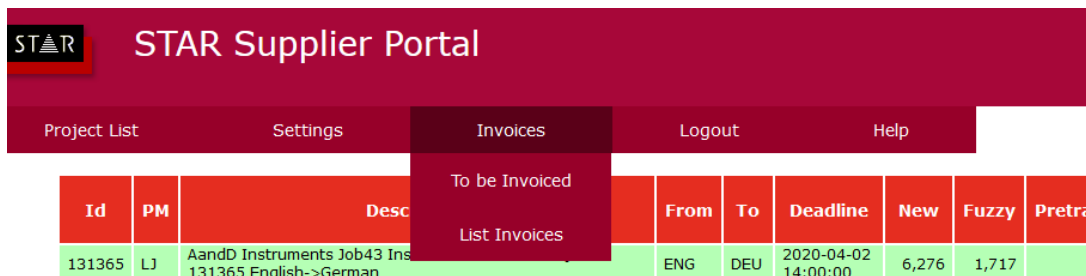 STAR
STAR Supplier Portal
Project List Settings Invoices Logout Help
To be Invoiced
List Invoices
Id PM Desc From To Deadline New Fuzzy Pretra
131365 LJ AandD Instruments Job43 Ins ENG DEU 2020-04-02 6,276 1,717
131365 English->German 14:00:00